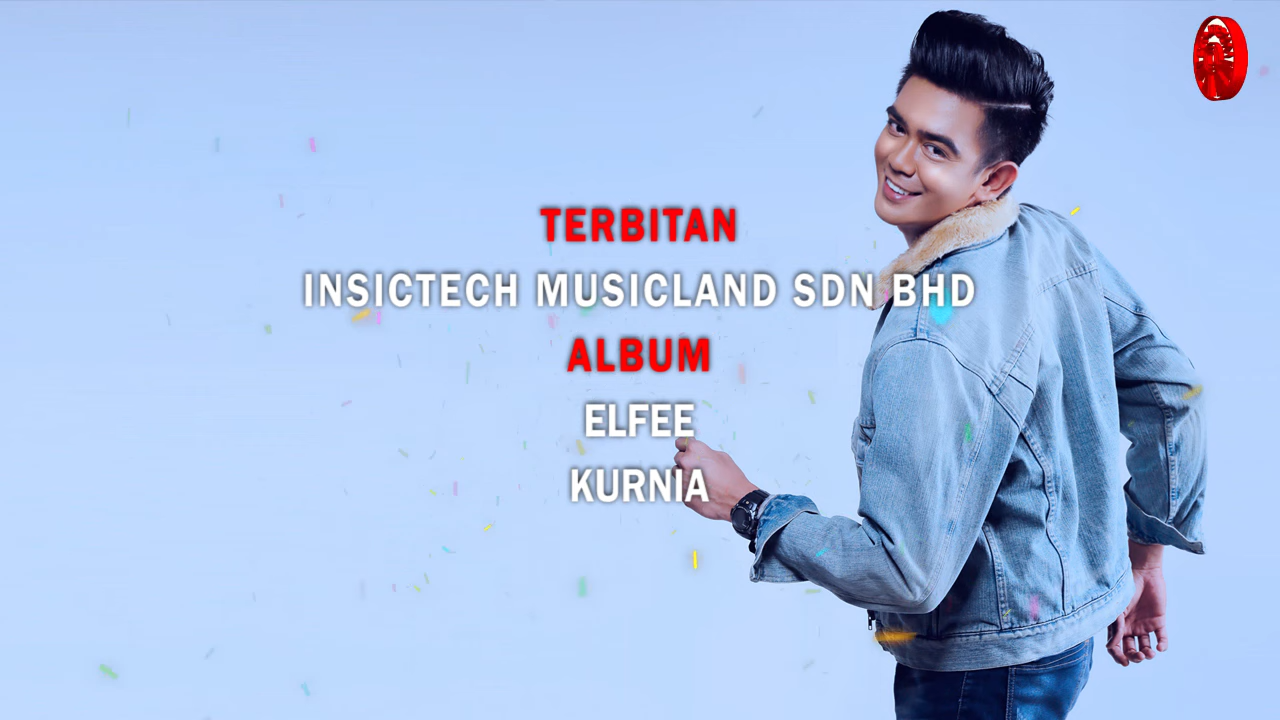 TERBITAN
INSICTECH MUSICLAND SDN BHD
ALBUM
ELFEE
KURNIA